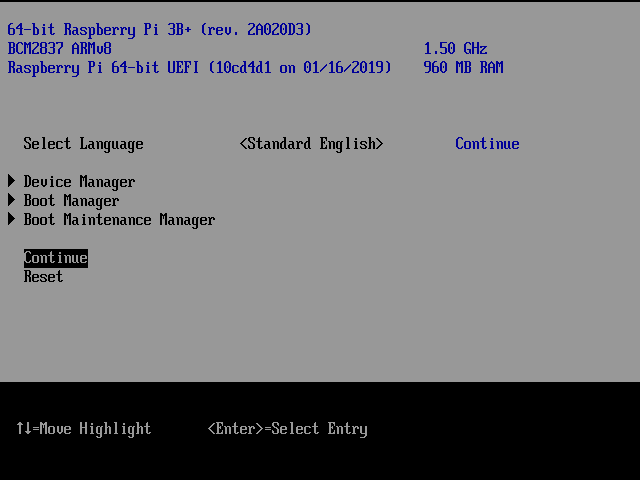 64-bit Raspberry Pi 3B+ (rev. 2A020D3)
BCM2837 ARMv8 1.50 GHz
Raspberry Pi 64-bit UEFI (10cd4d1 on 01/16/2019) 960 MB RAM
Select Language <Standard English> Continue
Device Manager
Boot Manager
Boot Maintenance Manager
Continue
Reset
↑↓=Move Highlight <Enter>=Select Entry